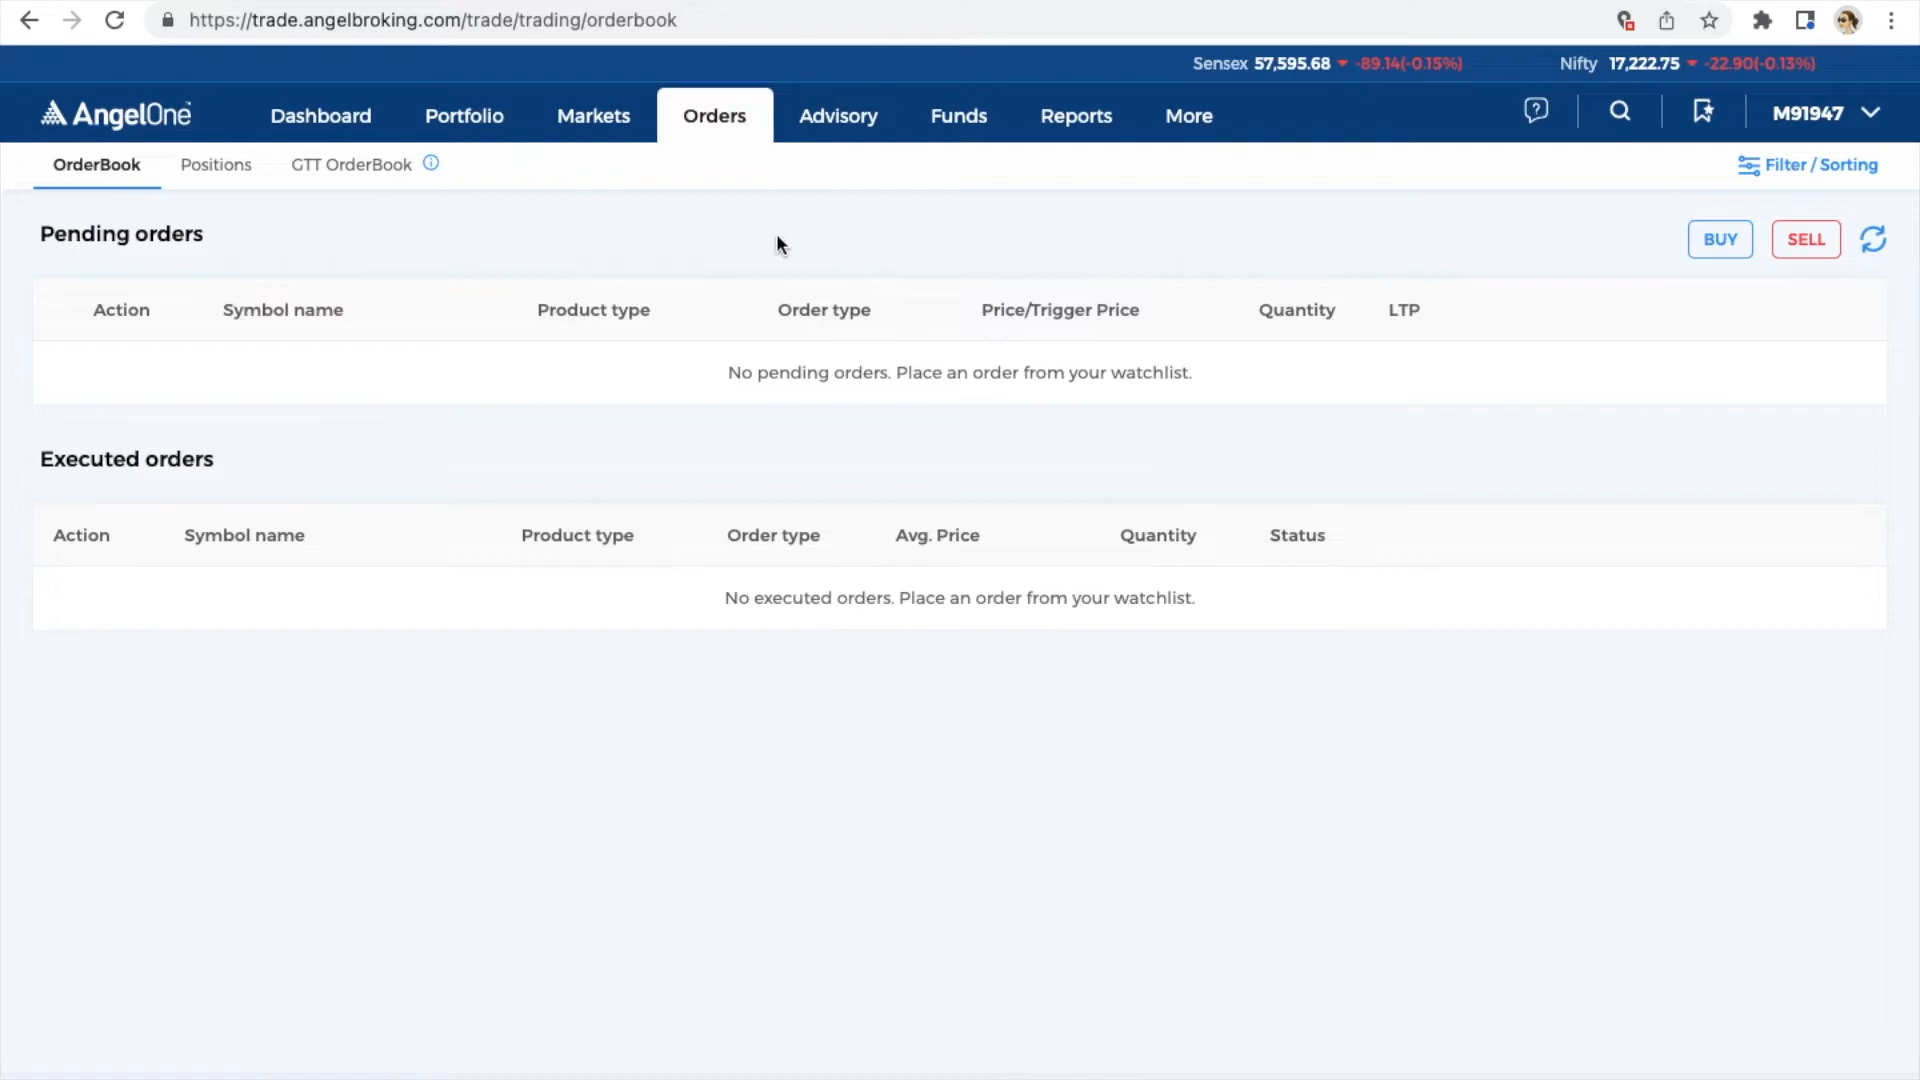 https://trade.angelbroking.com/trade/trading/orderbook
Sensex 57,595.68 -89.14(-0.15%) Nifty 17,222.75 -22.90(-0.13%)
AngelOne Dashboard Portfolio Markets Orders Advisory Funds Reports More M91947
OrderBook Positions GTT OrderBook Filter / Sorting
Pending orders BUY SELL
Action Symbol name Product type Order type Price/Trigger Price Quantity LTP
No pending orders. Place an order from your watchlist.
Executed orders
Action Symbol name Product type Order type Avg. Price Quantity Status
No executed orders. Place an order from your watchlist.